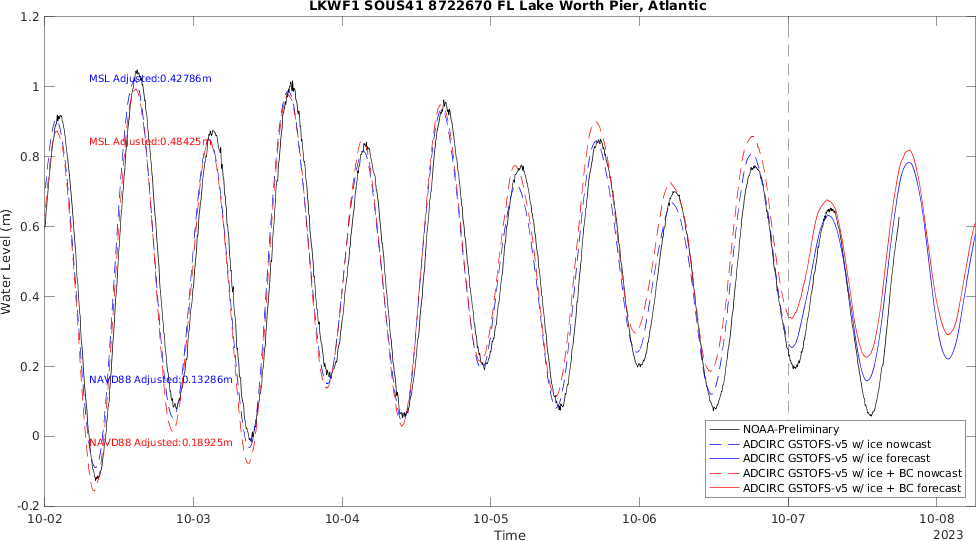 LKWF1 SOUS41 8722670 FL Lake Worth Pier, Atlantic
1.2
1
0.8
0.6
0.4
0.2
0
-0.2
Water Level (m)
MSL Adjusted:0.42786m
MSL Adjusted:0.48425m
NAVD88 Adjusted:0.13286m
NAVD88 Adjusted:0.18925m
NOAA-Preliminary
ADCIRC GSTOFS-v5 w/ ice nowcast
ADCIRC GSTOFS-v5 w/ ice forecast
ADCIRC GSTOFS-v5 w/ ice + BC nowcast
ADCIRC GSTOFS-v5 w/ ice + BC forecast
10-02 10-03 10-04 10-05 10-06 10-07 10-08
Time
2023